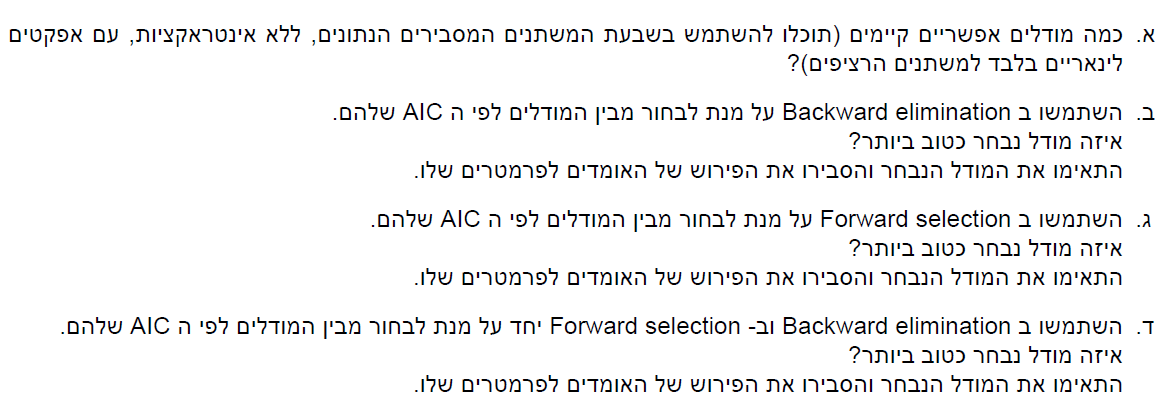 א. כמה מודלים אפשריים קיימים (תוכלו להשתמש בשבעת המשתנים המסבירים הנתונים, ללא אינטראקציות, עם אפקטים
לינאריים בלבד למשתנים הרציפים)?
ב. השתמשו ב Backward elimination על מנת לבחור מבין המודלים לפי ה AIC שלהם.
איזה מודל נבחר כטוב ביותר?
התאימו את המודל הנבחר והסבירו את הפירוש של האומדים לפרמטרים שלו.
ג. השתמשו ב Forward selection על מנת לבחור מבין המודלים לפי ה AIC שלהם.
איזה מודל נבחר כטוב ביותר?
התאימו את המודל הנבחר והסבירו את הפירוש של האומדים לפרמטרים שלו.
ד. השתמשו ב Backward elimination וב- Forward selection יחד על מנת לבחור מבין המודלים לפי ה AIC שלהם.
איזה מודל נבחר כטוב ביותר?
התאימו את המודל הנבחר והסבירו את הפירוש של האומדים לפרמטרים שלו.